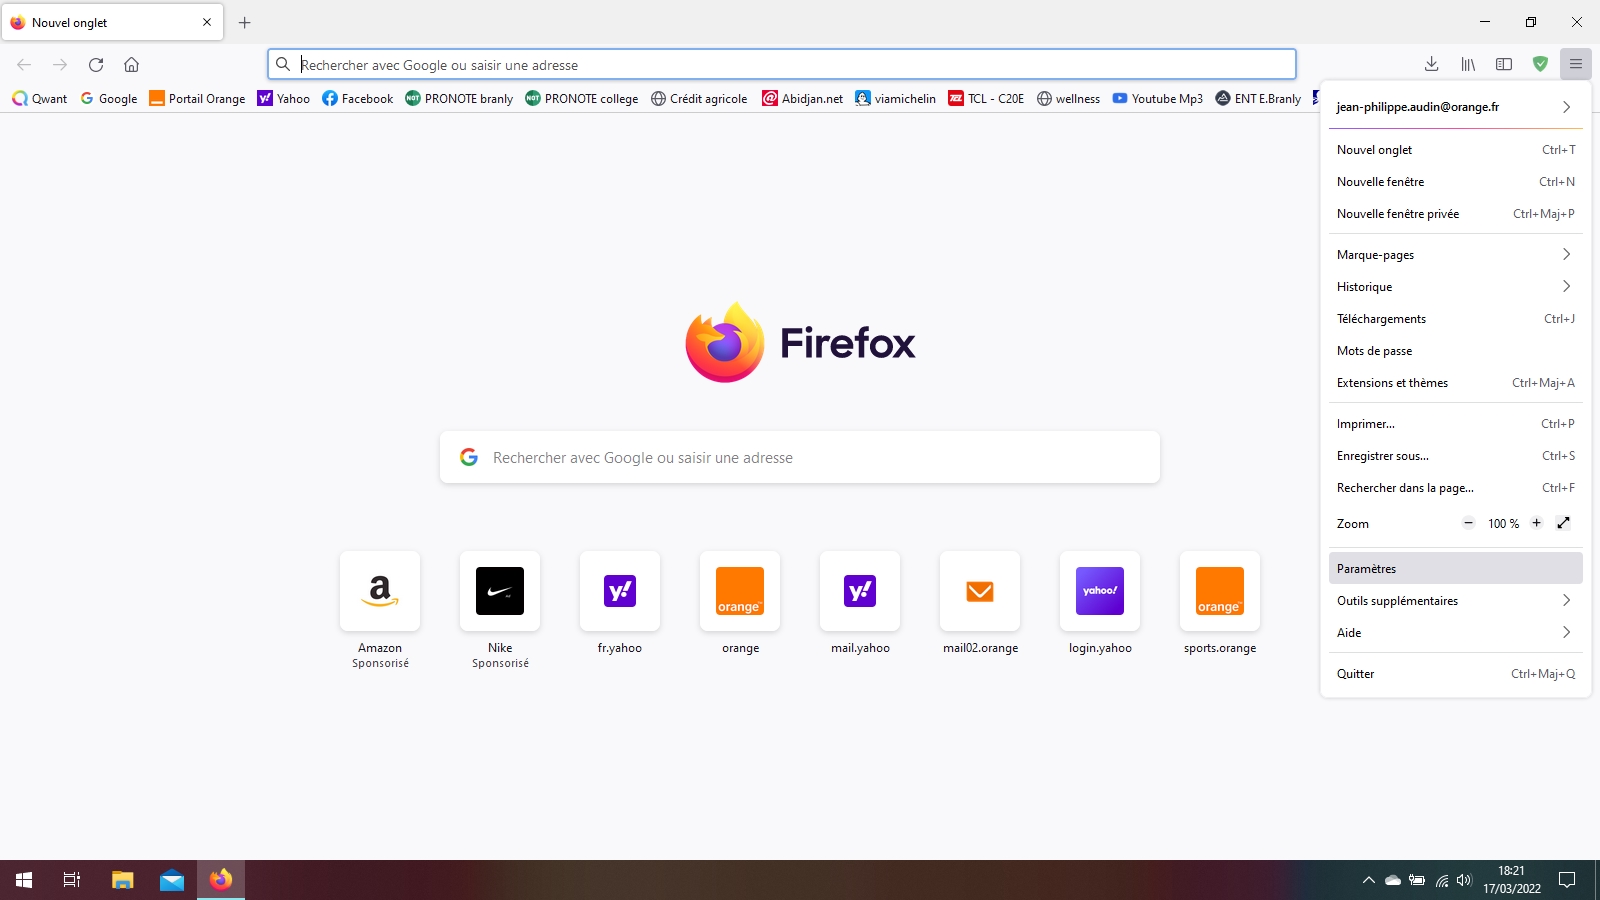 Nouvel onglet
Rechercher avec Google ou saisir une adresse
Qwant Google Portail Orange Yahoo Facebook PRONOTE branly PRONOTE college Crédit agricole Abidjan.net viamichelin TCL - C20E wellness Youtube Mp3 ENT E.Branly
jean-philippe.audin@orange.fr
Nouvel onglet Ctrl+T
Nouvelle fenêtre Ctrl+N
Nouvelle fenêtre privée Ctrl+Maj+P
Marque-pages
Historique
Téléchargements Ctrl+J
Mots de passe
Extensions et thèmes Ctrl+Maj+A
Imprimer... Ctrl+P
Enregistrer sous... Ctrl+S
Rechercher dans la page... Ctrl+F
Zoom − 100 % +
Paramètres
Outils supplémentaires
Aide
Quitter Ctrl+Maj+Q
Firefox
Rechercher avec Google ou saisir une adresse
a y! orange y! yahoo! orange
Amazon Nike fr.yahoo orange mail.yahoo mail02.orange login.yahoo sports.orange
Sponsorisé Sponsorisé
18:21
17/03/2022